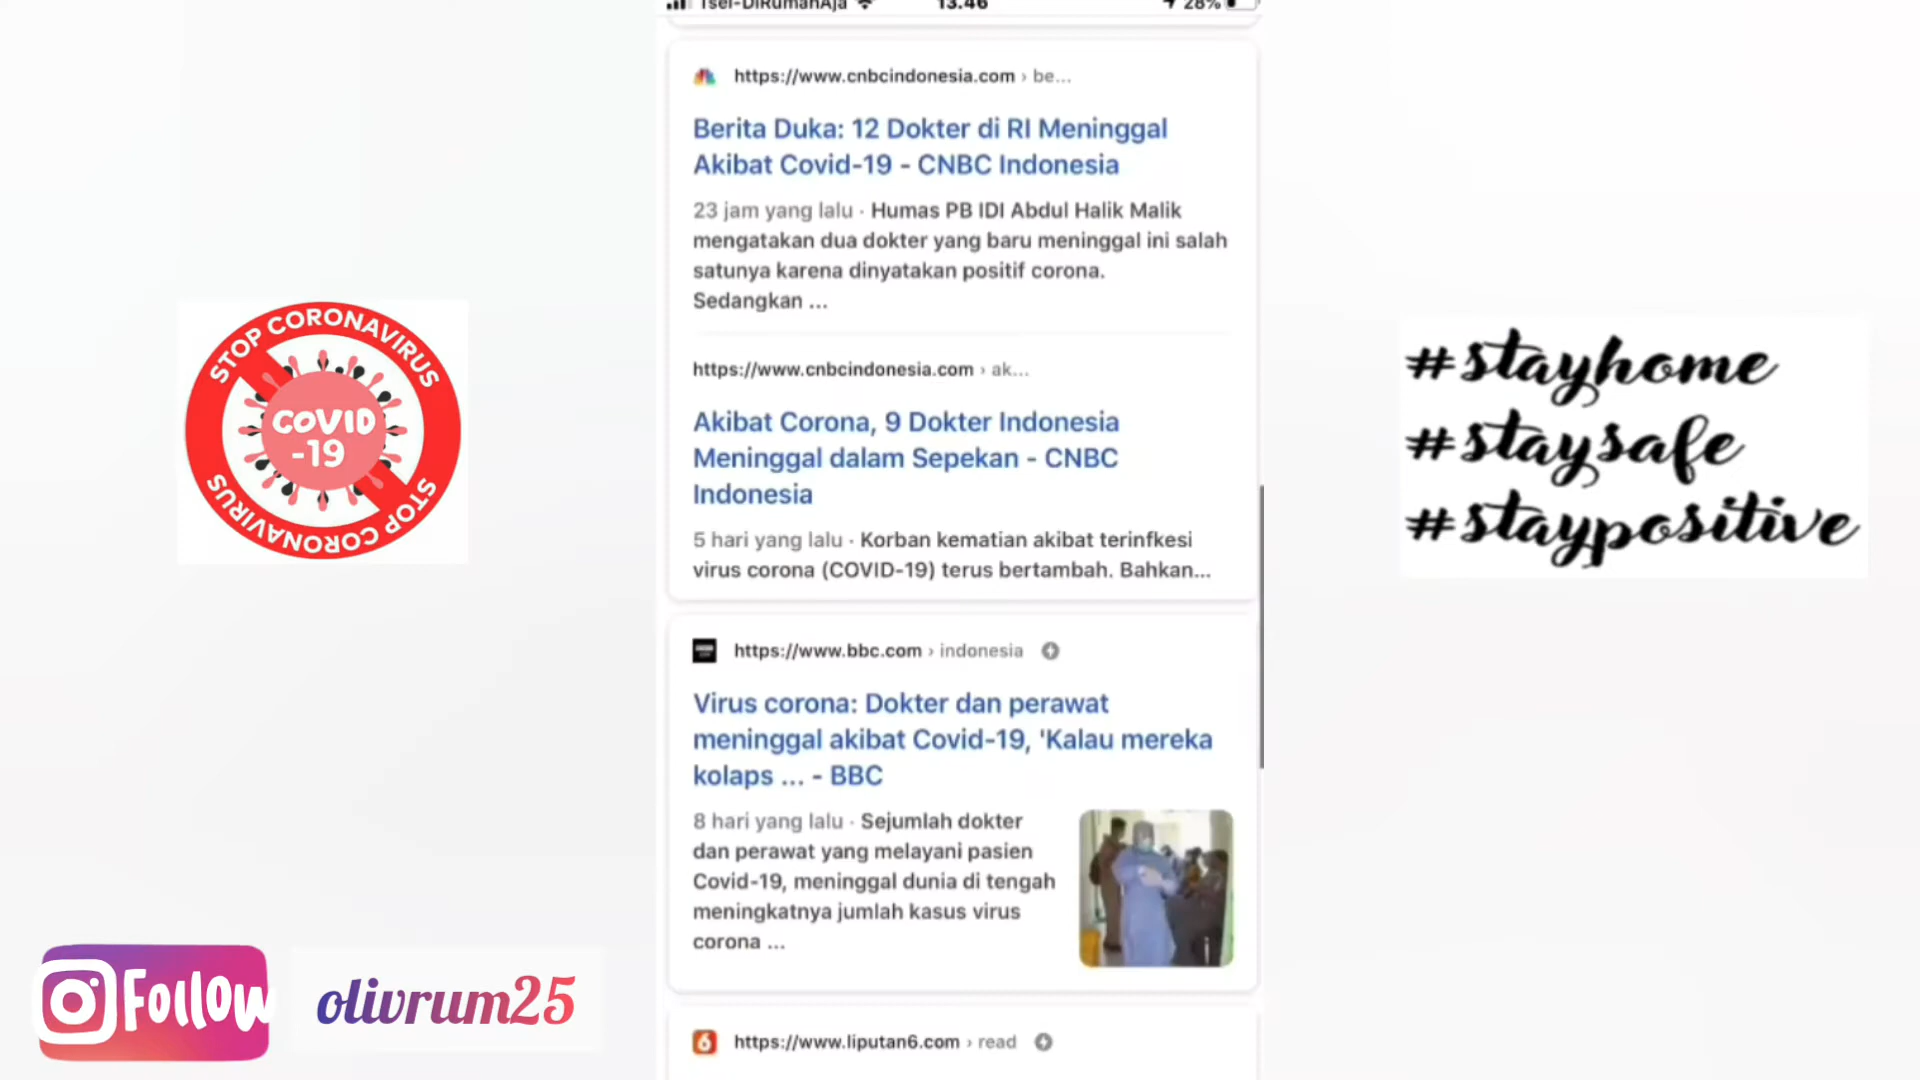 Tsel-DiRumahAja
13.46
28%
https://www.cnbcindonesia.com › be...
Berita Duka: 12 Dokter di RI Meninggal
Akibat Covid-19 - CNBC Indonesia
23 jam yang lalu · Humas PB IDI Abdul Halik Malik
mengatakan dua dokter yang baru meninggal ini salah
satunya karena dinyatakan positif corona.
Sedangkan ...
https://www.cnbcindonesia.com › ak...
Akibat Corona, 9 Dokter Indonesia
Meninggal dalam Sepekan - CNBC
Indonesia
5 hari yang lalu · Korban kematian akibat terinfkesi
virus corona (COVID-19) terus bertambah. Bahkan...
https://www.bbc.com › indonesia
Virus corona: Dokter dan perawat
meninggal akibat Covid-19, 'Kalau mereka
kolaps ... - BBC
8 hari yang lalu · Sejumlah dokter
dan perawat yang melayani pasien
Covid-19, meninggal dunia di tengah
meningkatnya jumlah kasus virus
corona ...
https://www.liputan6.com › read
STOP CORONAVIRUS
COVID
-19
STOP CORONAVIRUS
#stayhome
#staysafe
#staypositive
Follow
olivrum25